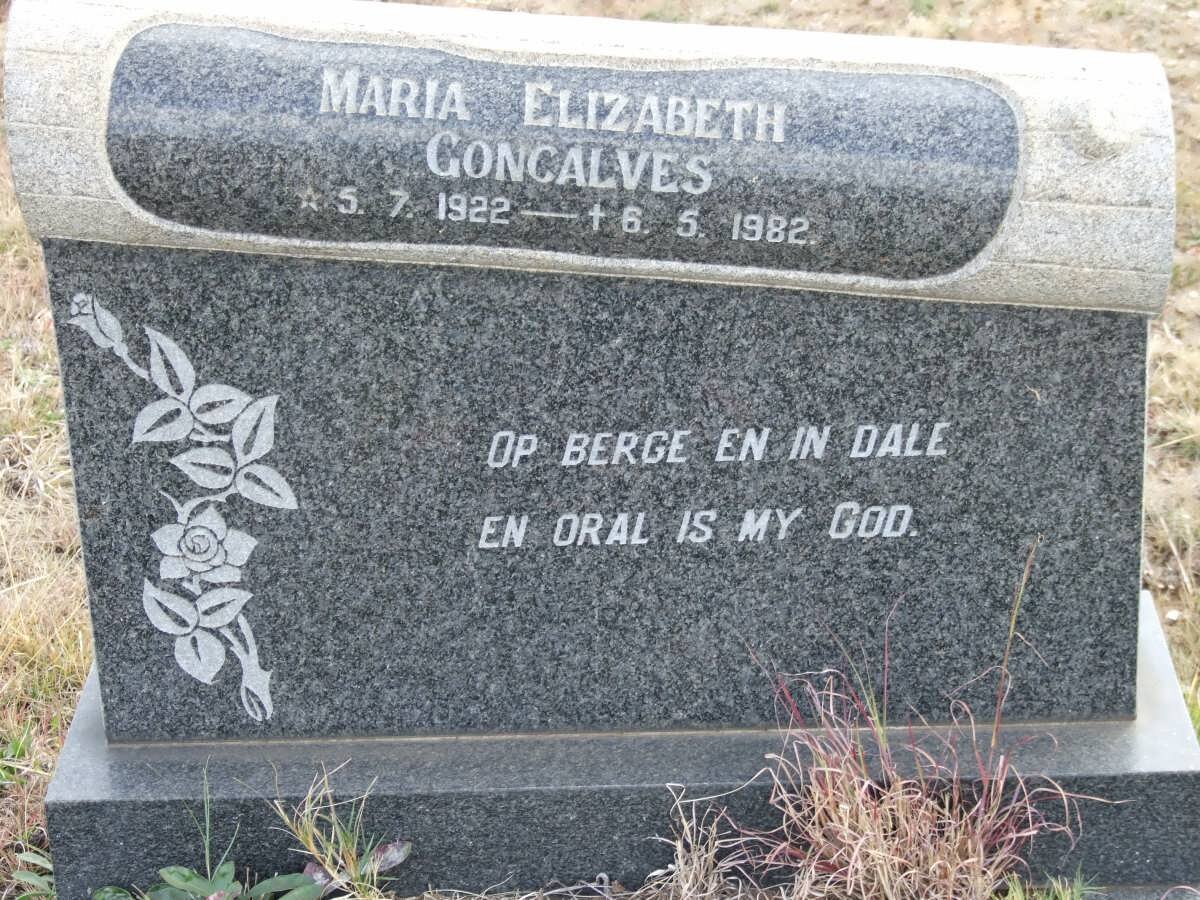 MARIA ELIZABETH
GONCALVES
☆ 5. 7. 1922 — † 6. 5. 1982.
OP BERGE EN IN DALE
EN ORAL IS MY GOD.